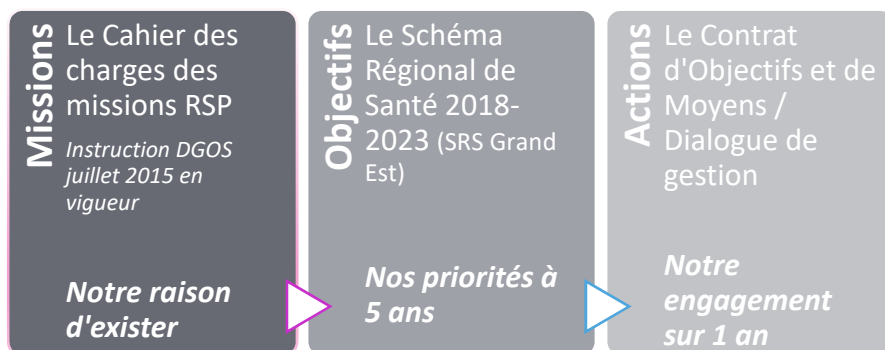 Missions
Le Cahier des
charges des
missions RSP
Instruction DGOS
juillet 2015 en
vigueur
Notre raison
d'exister
Objectifs
Le Schéma
Régional de
Santé 2018-
2023 (SRS Grand
Est)
Nos priorités à
5 ans
Actions
Le Contrat
d'Objectifs et de
Moyens /
Dialogue de
gestion
Notre
engagement
sur 1 an